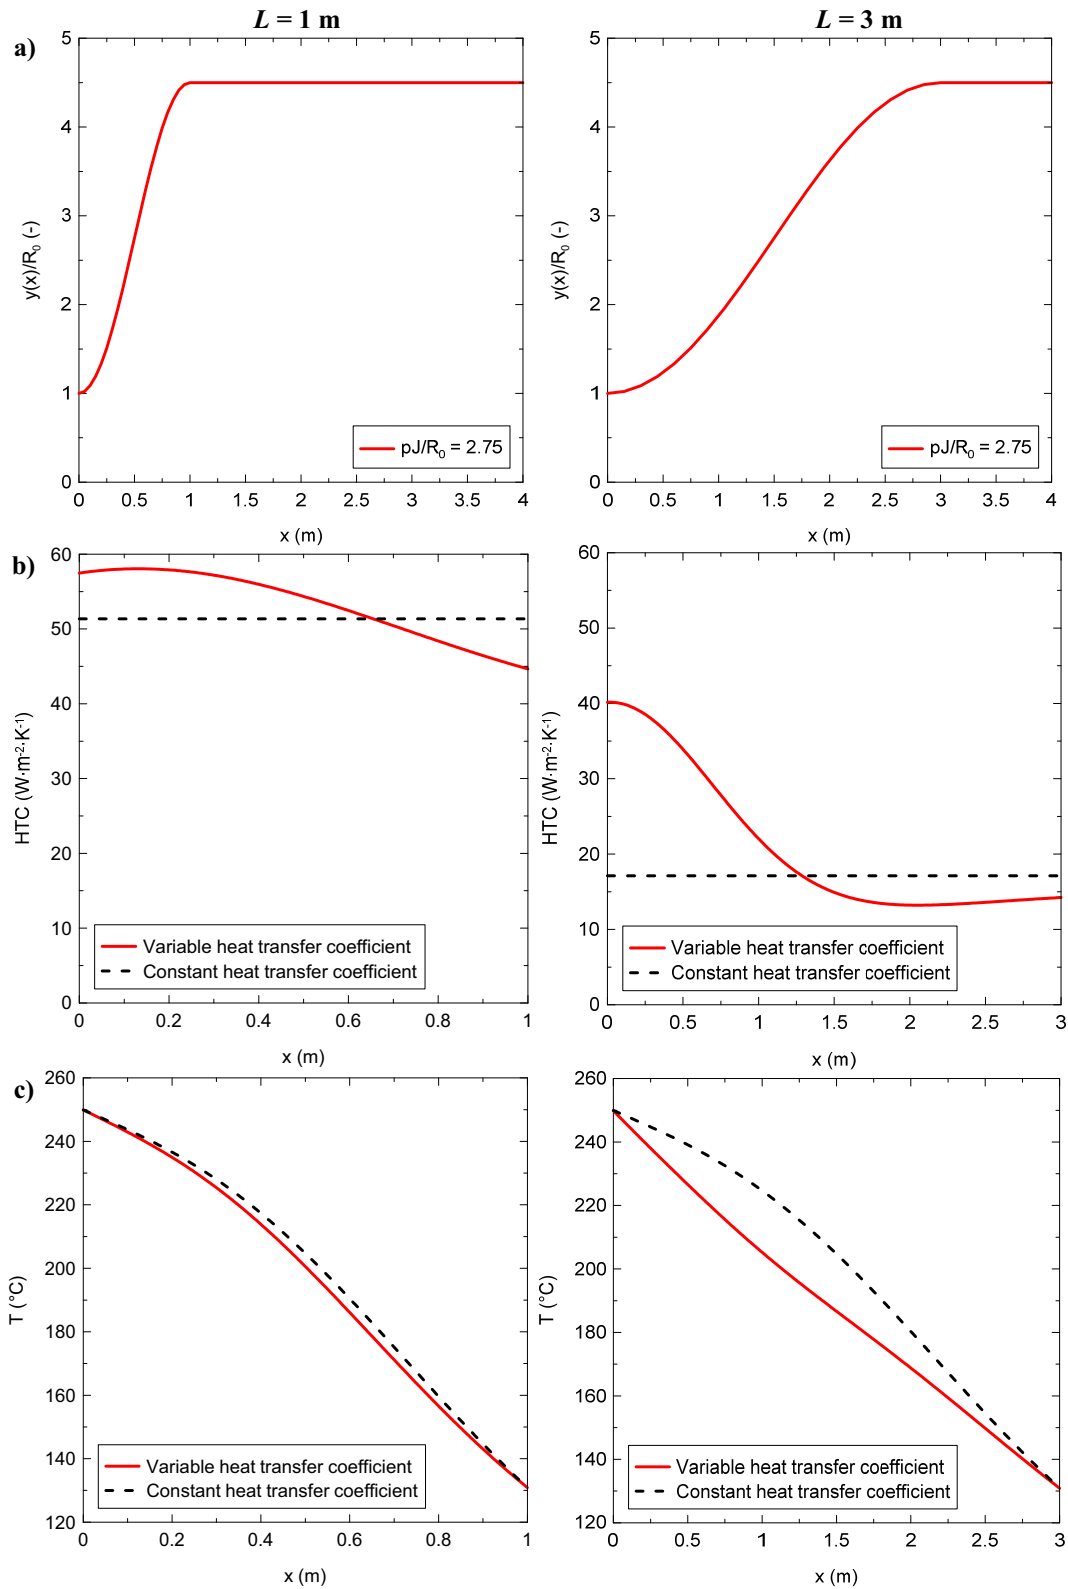 L = 1 m
L = 3 m
a)
5
4
3
2
1
0
y(x)/R₀ (-)
pJ/R₀ = 2.75
0 0.5 1 1.5 2 2.5 3 3.5 4
x (m)
5
4
3
2
1
0
y(x)/R₀ (-)
pJ/R₀ = 2.75
0 0.5 1 1.5 2 2.5 3 3.5 4
x (m)
b)
60
50
40
30
20
10
0
HTC (W·m⁻²·K⁻¹)
Variable heat transfer coefficient
Constant heat transfer coefficient
0 0.2 0.4 0.6 0.8 1
x (m)
60
50
40
30
20
10
0
HTC (W·m⁻²·K⁻¹)
Variable heat transfer coefficient
Constant heat transfer coefficient
0 0.5 1 1.5 2 2.5 3
x (m)
c)
260
240
220
200
180
160
140
120
T (°C)
Variable heat transfer coefficient
Constant heat transfer coefficient
0 0.2 0.4 0.6 0.8 1
x (m)
260
240
220
200
180
160
140
120
T (°C)
Variable heat transfer coefficient
Constant heat transfer coefficient
0 0.5 1 1.5 2 2.5 3
x (m)